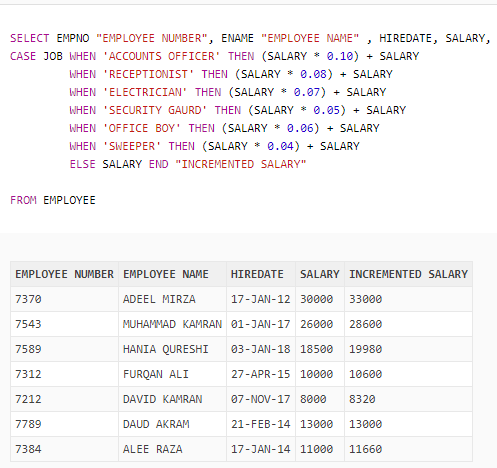 SELECT EMPNO "EMPLOYEE NUMBER", ENAME "EMPLOYEE NAME" , HIREDATE, SALARY,
CASE JOB WHEN 'ACCOUNTS OFFICER' THEN (SALARY * 0.10) + SALARY
WHEN 'RECEPTIONIST' THEN (SALARY * 0.08) + SALARY
WHEN 'ELECTRICIAN' THEN (SALARY * 0.07) + SALARY
WHEN 'SECURITY GAURD' THEN (SALARY * 0.05) + SALARY
WHEN 'OFFICE BOY' THEN (SALARY * 0.06) + SALARY
WHEN 'SWEEPER' THEN (SALARY * 0.04) + SALARY
ELSE SALARY END "INCREMENTED SALARY"
FROM EMPLOYEE
EMPLOYEE NUMBER EMPLOYEE NAME HIREDATE SALARY INCREMENTED SALARY
7370 ADEEL MIRZA 17-JAN-12 30000 33000
7543 MUHAMMAD KAMRAN 01-JAN-17 26000 28600
7589 HANIA QURESHI 03-JAN-18 18500 19980
7312 FURQAN ALI 27-APR-15 10000 10600
7212 DAVID KAMRAN 07-NOV-17 8000 8320
7789 DAUD AKRAM 21-FEB-14 13000 13000
7384 ALEE RAZA 17-JAN-14 11000 11660